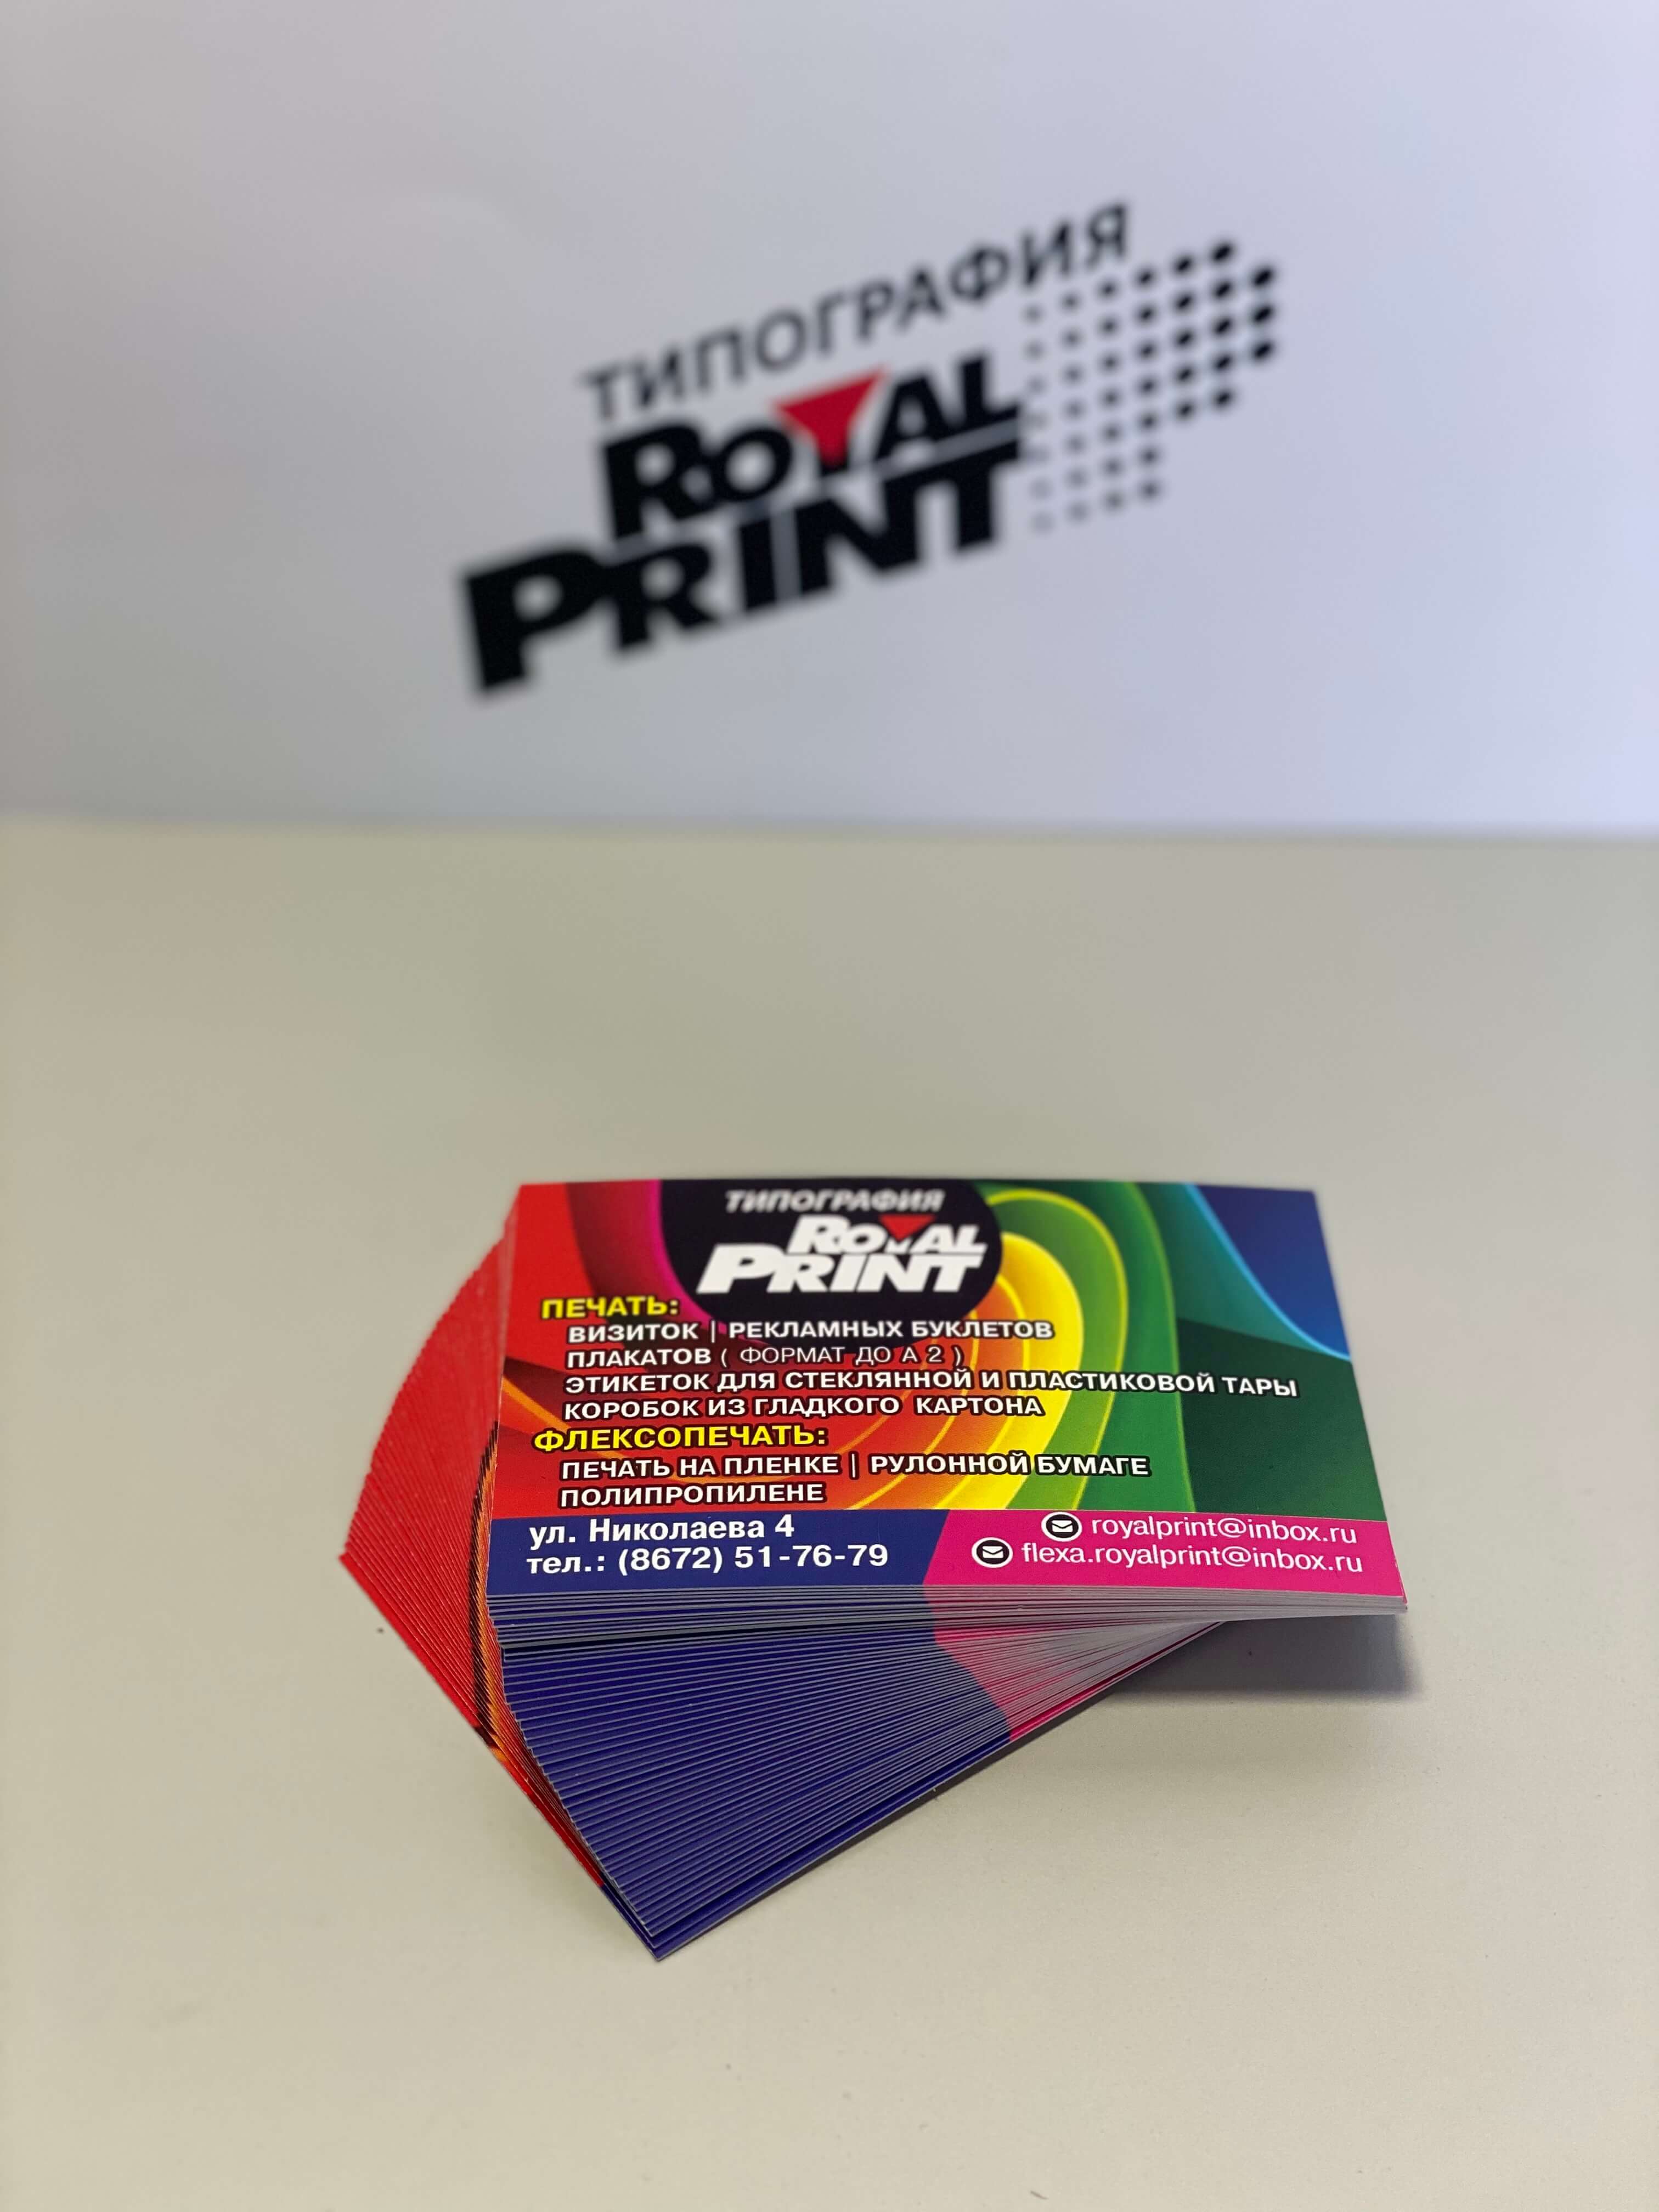 ТИПОГРАФИЯ
ROYAL
PRINT
ТИПОГРАФИЯ
ROYAL
PRINT
ПЕЧАТЬ:
ВИЗИТОК | РЕКЛАМНЫХ БУКЛЕТОВ
ПЛАКАТОВ ( ФОРМАТ ДО А 2 )
ЭТИКЕТОК ДЛЯ СТЕКЛЯННОЙ И ПЛАСТИКОВОЙ ТАРЫ
КОРОБОК ИЗ ГЛАДКОГО КАРТОНА
ФЛЕКСОПЕЧАТЬ:
ПЕЧАТЬ НА ПЛЕНКЕ | РУЛОННОЙ БУМАГЕ
ПОЛИПРОПИЛЕНЕ
ул. Николаева 4
тел.: (8672) 51-76-79
royalprint@inbox.ru
flexa.royalprint@inbox.ru